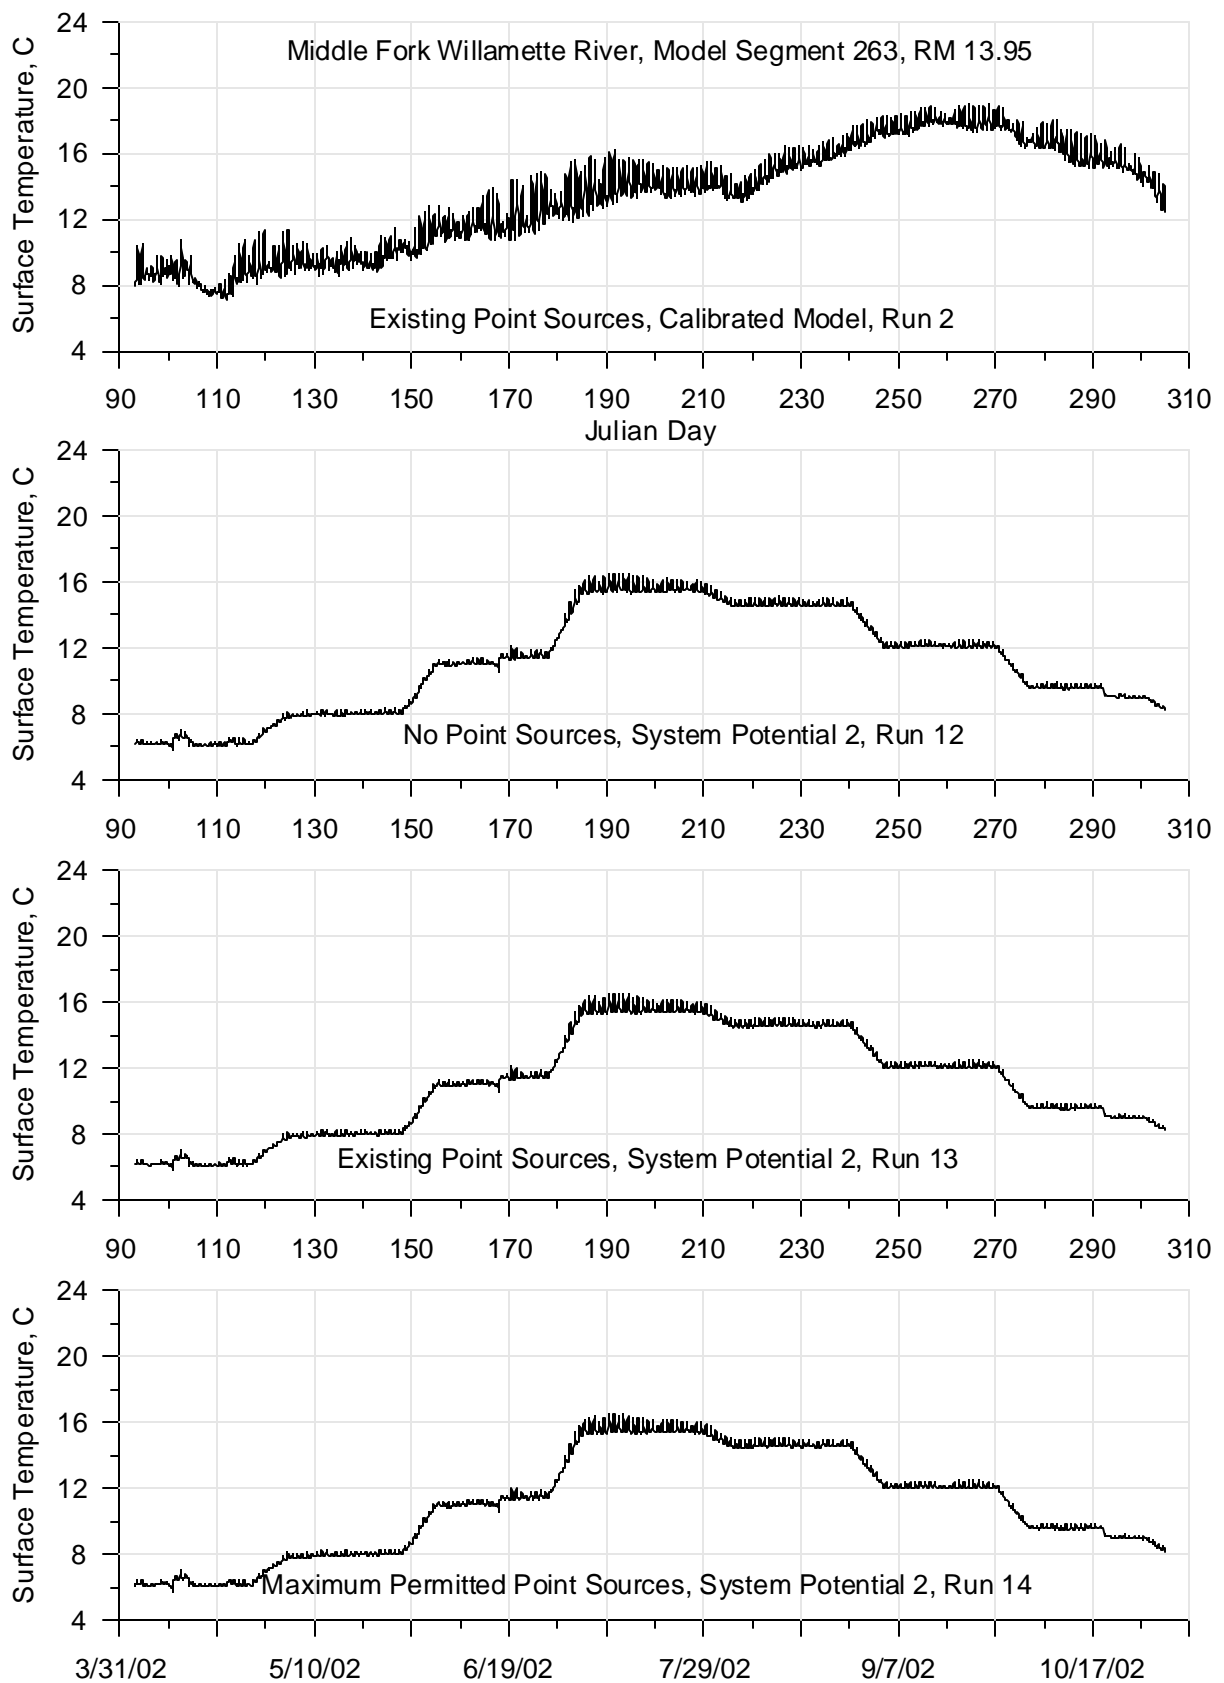 24
Middle Fork Willamette River, Model Segment 263, RM 13.95
20
16
12
8
4
Surface Temperature, C
Existing Point Sources, Calibrated Model, Run 2
90 110 130 150 170 190 210 230 250 270 290 310
Julian Day
24
20
16
12
8
4
Surface Temperature, C
No Point Sources, System Potential 2, Run 12
90 110 130 150 170 190 210 230 250 270 290 310
24
20
16
12
8
4
Surface Temperature, C
Existing Point Sources, System Potential 2, Run 13
90 110 130 150 170 190 210 230 250 270 290 310
24
20
16
12
8
4
Surface Temperature, C
Maximum Permitted Point Sources, System Potential 2, Run 14
3/31/02 5/10/02 6/19/02 7/29/02 9/7/02 10/17/02